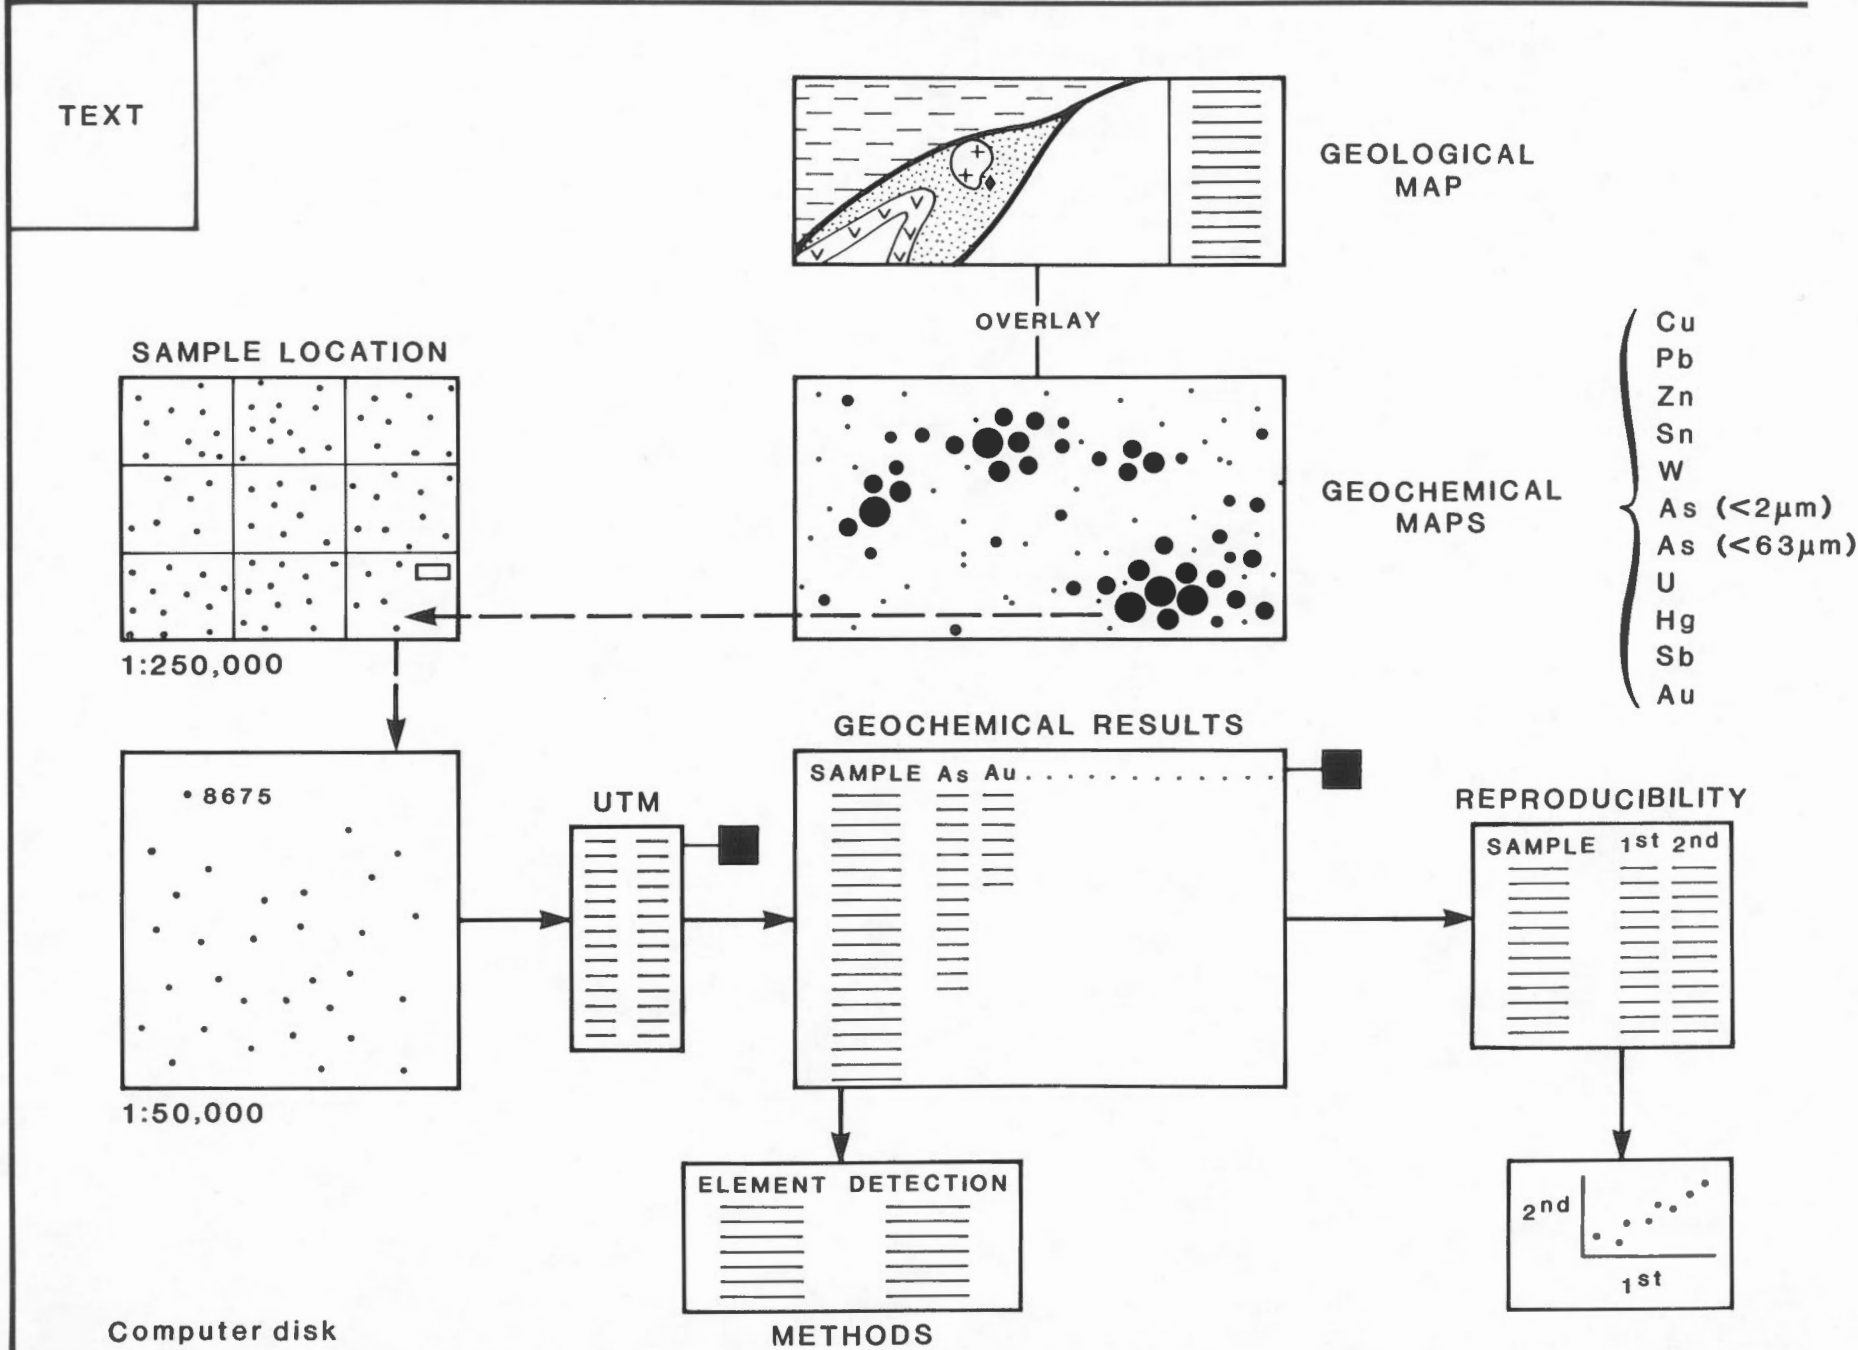 TEXT
GEOLOGICAL
MAP
OVERLAY
SAMPLE LOCATION
1:250,000
GEOCHEMICAL
MAPS
Cu
Pb
Zn
Sn
W
As (<2μm)
As (<63μm)
U
Hg
Sb
Au
8675
1:50,000
UTM
GEOCHEMICAL RESULTS
SAMPLE As Au. . . . . . . . . . . . .
REPRODUCIBILITY
SAMPLE 1st 2nd
ELEMENT DETECTION
METHODS
2nd
1st
Computer disk